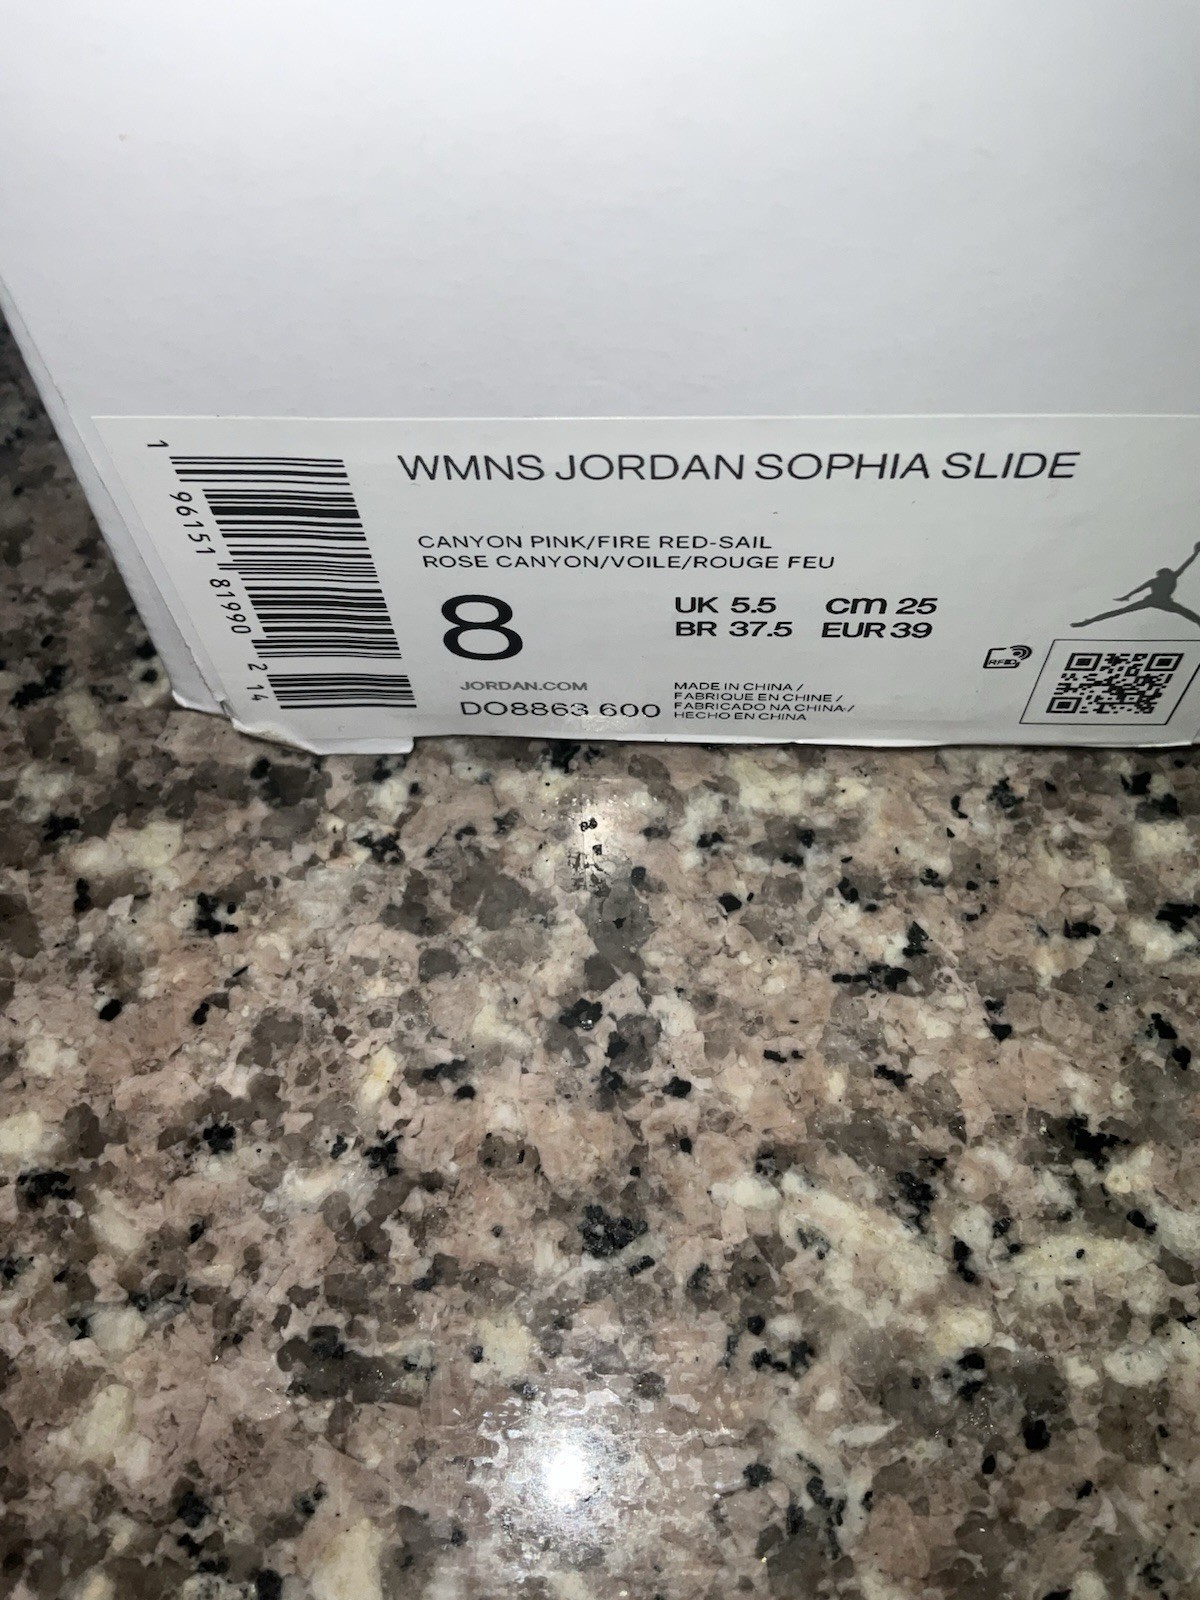 WMNS JORDAN SOPHIA SLIDE
CANYON PINK/FIRE RED-SAIL
ROSE CANYON/VOILE/ROUGE FEU
8
UK 5.5 cm 25
BR 37.5 EUR 39
JORDAN.COM
DO8863 600
MADE IN CHINA /
FABRIQUE EN CHINE /
FABRICADO NA CHINA /
HECHO EN CHINA
RFID
1 96151 81990 2 14